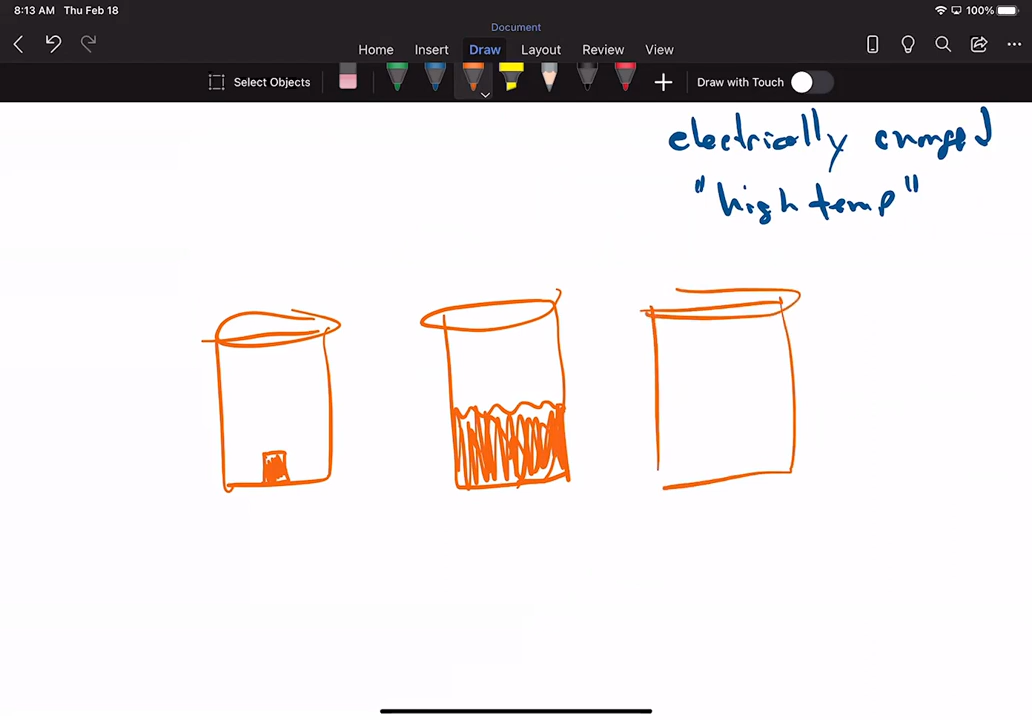 8:13 AM Thu Feb 18
100%
Document
Home Insert Draw Layout Review View
Select Objects
Draw with Touch
electrically charged
"high temp"